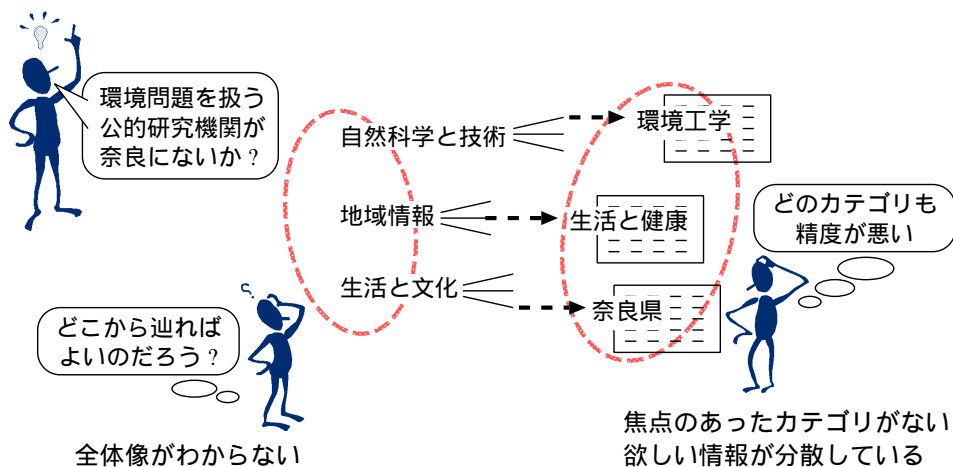 環境問題を扱う
公的研究機関が
奈良にないか?
自然科学と技術
環境工学
地域情報
生活と健康
生活と文化
奈良県
どのカテゴリも
精度が悪い
どこから辿れば
よいのだろう?
全体像がわからない
焦点のあったカテゴリがない
欲しい情報が分散している